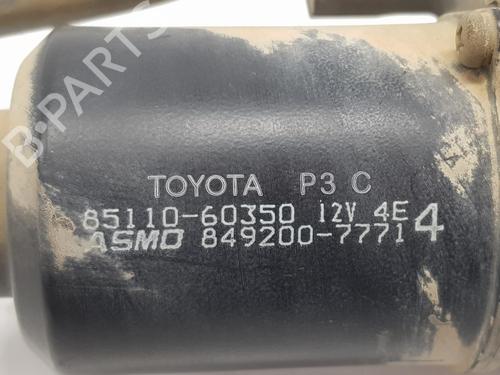 B-PARTS
TOYOTA P3 C
85110-60350 12V 4E
ASMO 849200-7771 4